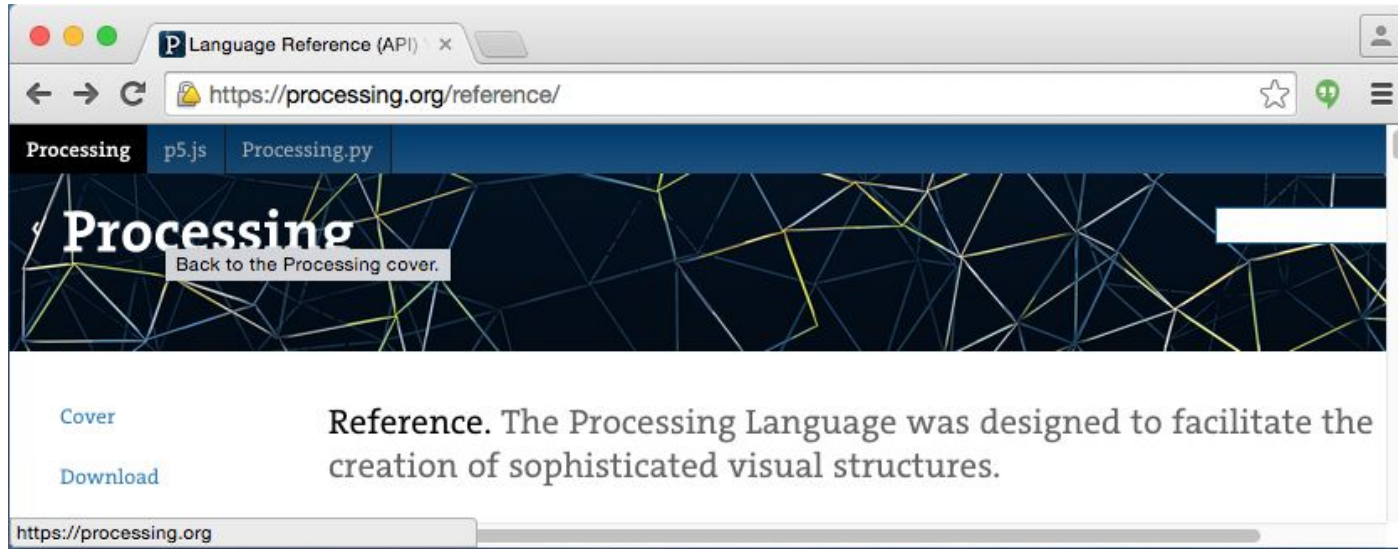 P Language Reference (API)
https://processing.org/reference/
Processing p5.js Processing.py
Processing
Back to the Processing cover.
Cover
Reference. The Processing Language was designed to facilitate the
creation of sophisticated visual structures.
Download
https://processing.org